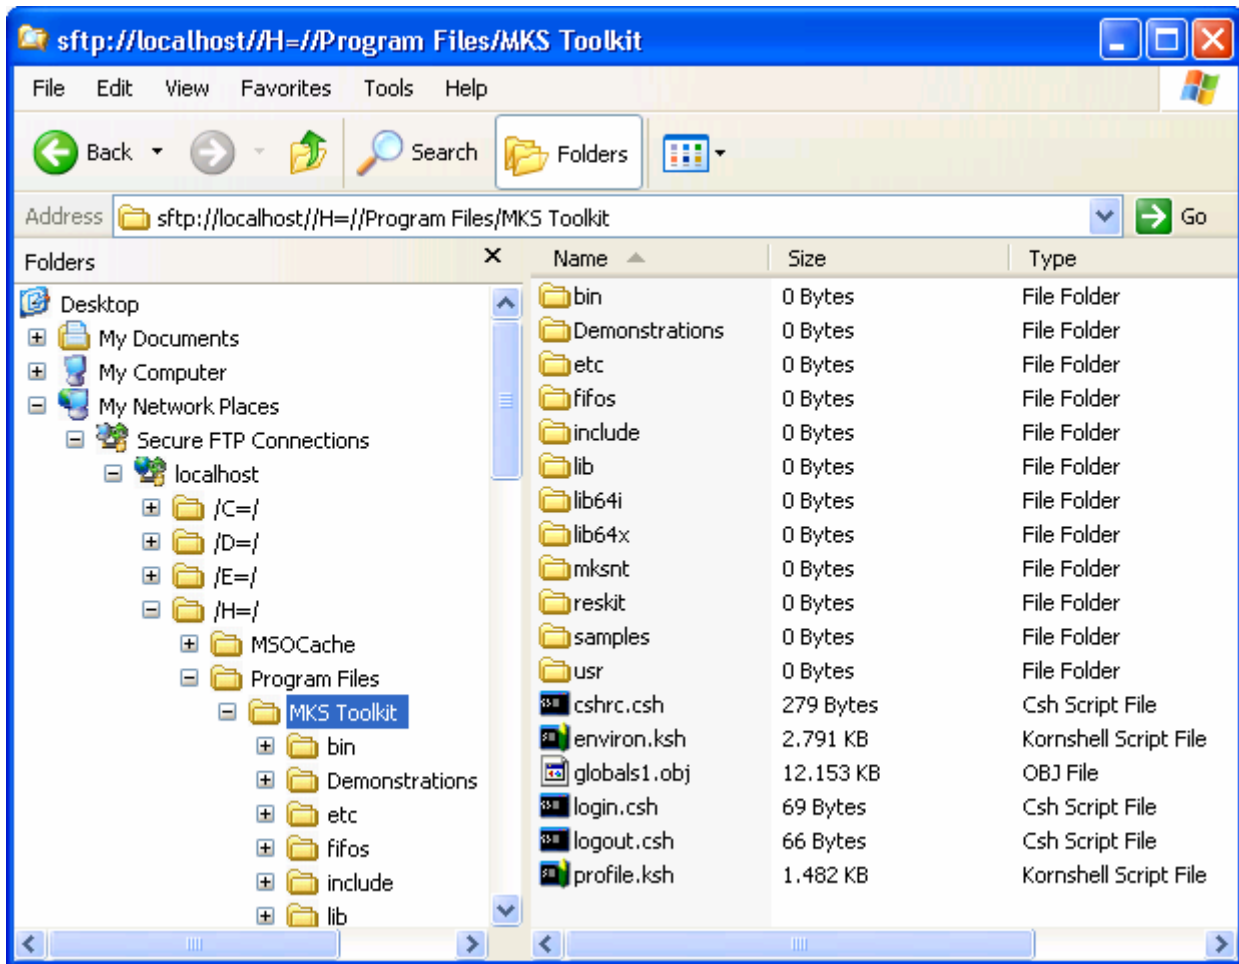 sftp://localhost//H=//Program Files/MKS Toolkit
File Edit View Favorites Tools Help
Back Search Folders
Address sftp://localhost//H=//Program Files/MKS Toolkit Go
Folders
Desktop
My Documents
My Computer
My Network Places
Secure FTP Connections
localhost
/C=/
/D=/
/E=/
/H=/
MSOCache
Program Files
MKS Toolkit
bin
Demonstrations
etc
fifos
include
lib
Name Size Type
bin 0 Bytes File Folder
Demonstrations 0 Bytes File Folder
etc 0 Bytes File Folder
fifos 0 Bytes File Folder
include 0 Bytes File Folder
lib 0 Bytes File Folder
lib64i 0 Bytes File Folder
lib64x 0 Bytes File Folder
mksnt 0 Bytes File Folder
reskit 0 Bytes File Folder
samples 0 Bytes File Folder
usr 0 Bytes File Folder
cshrc.csh 279 Bytes Csh Script File
environ.ksh 2.791 KB Kornshell Script File
globals1.obj 12.153 KB OBJ File
login.csh 69 Bytes Csh Script File
logout.csh 66 Bytes Csh Script File
profile.ksh 1.482 KB Kornshell Script File